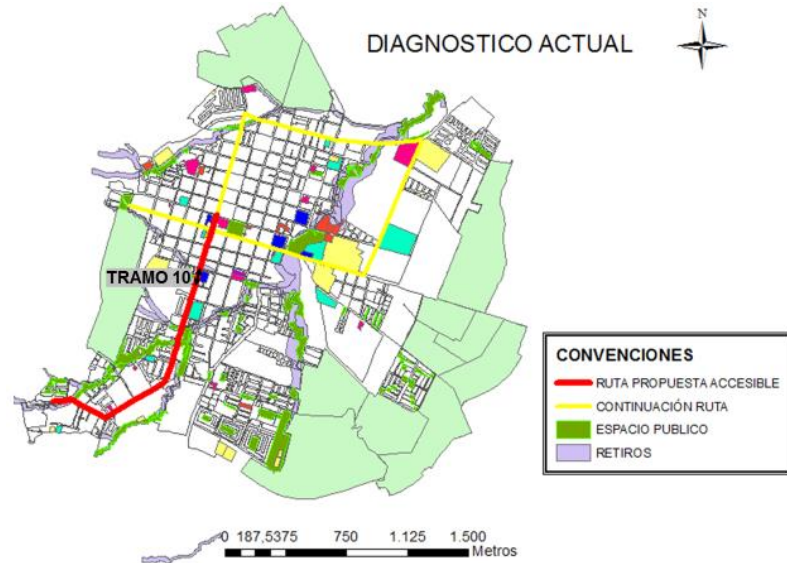 N
DIAGNOSTICO ACTUAL
TRAMO 10
CONVENCIONES
RUTA PROPUESTA ACCESIBLE
CONTINUACIÓN RUTA
ESPACIO PUBLICO
RETIROS
0 187,5375 750 1.125 1.500
Metros